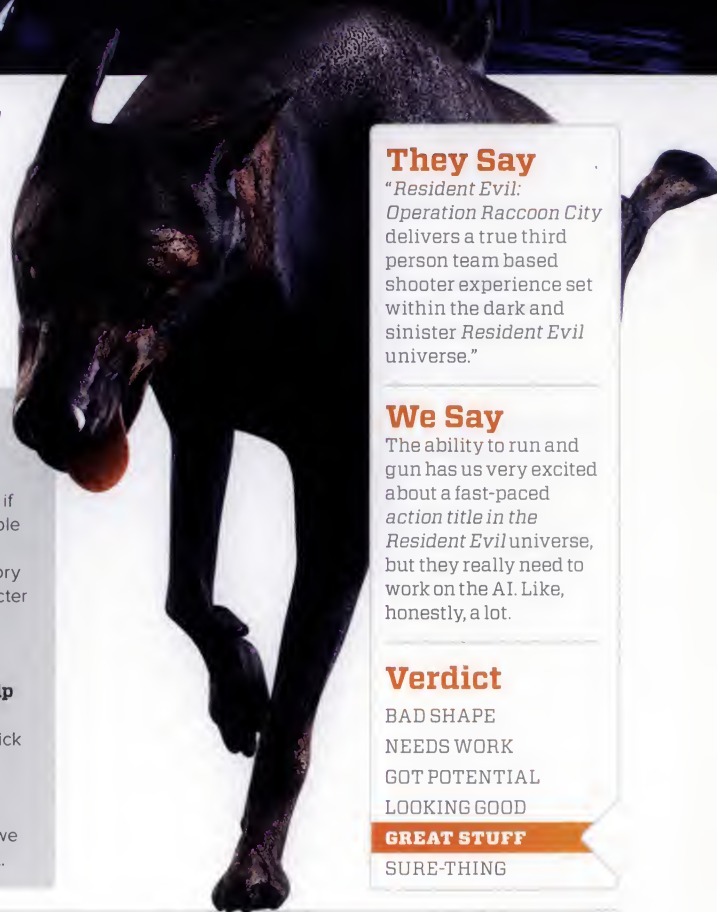 They Say
"Resident Evil:
Operation Raccoon City
delivers a true third
person team based
shooter experience set
within the dark and
sinister Resident Evil
universe."
We Say
The ability to run and
gun has us very excited
about a fast-paced
action title in the
Resident Evil universe,
but they really need to
work on the AI. Like,
honestly, a lot.
Verdict
BAD SHAPE
NEEDS WORK
GOT POTENTIAL
LOOKING GOOD
GREAT STUFF
SURE-THING
if